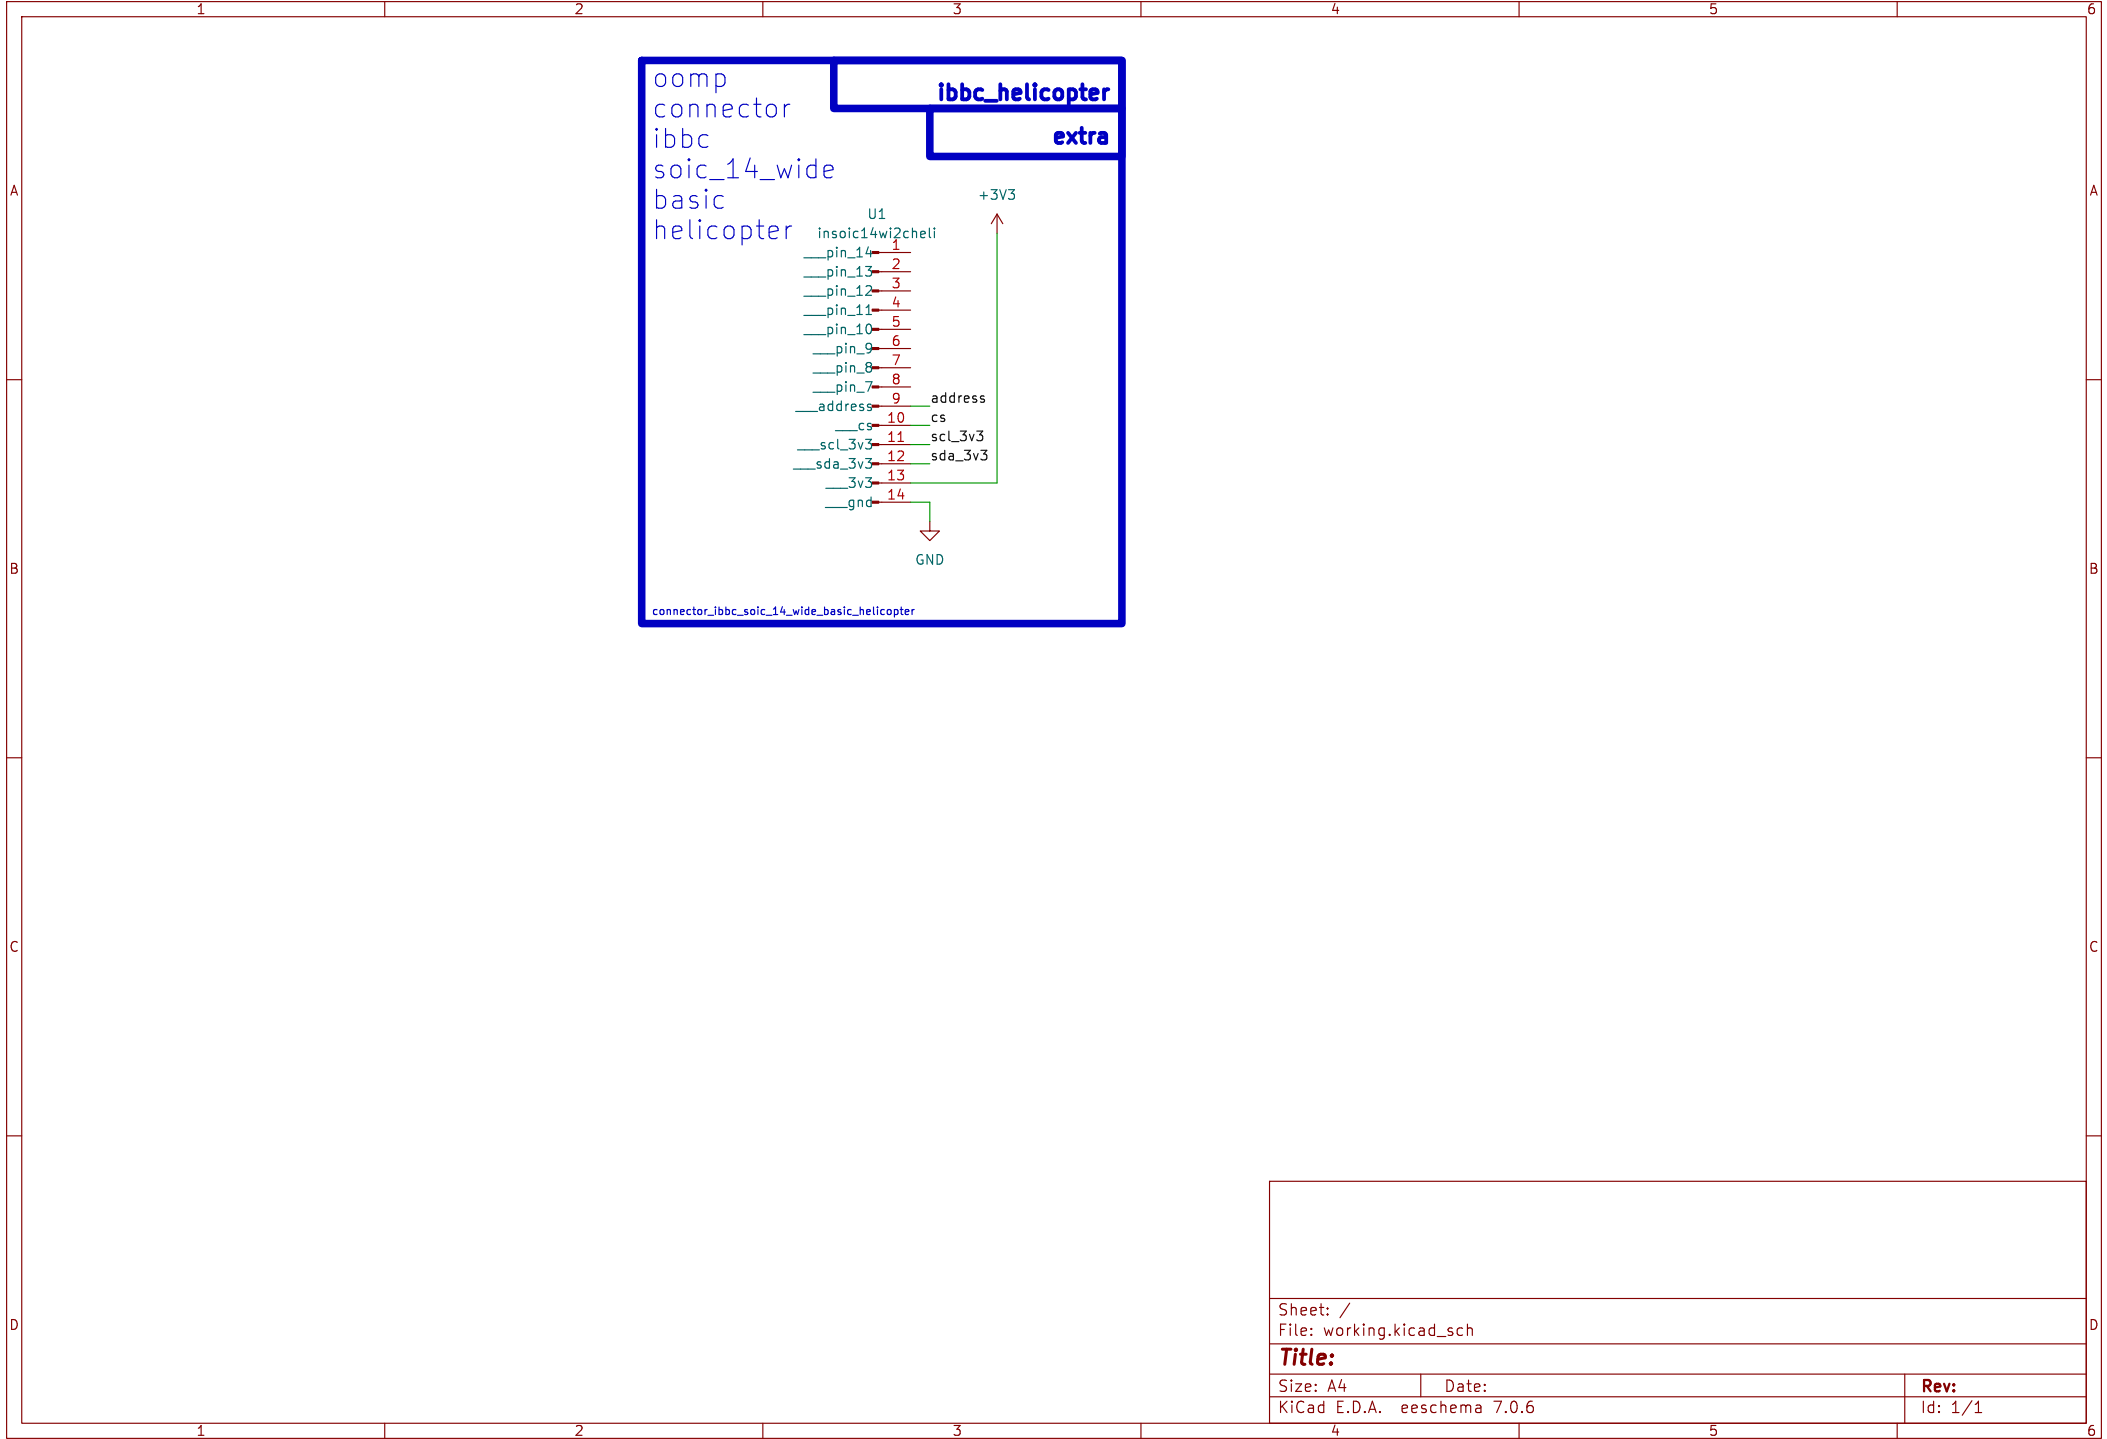 1 2 3 4 5 6
A A
B B
C C
D D
oomp
connector
ibbc
soic_14_wide
basic
helicopter
ibbc_helicopter
extra
+3V3
U1
insoic14wi2cheli
___pin_14 1
___pin_13 2
___pin_12 3
___pin_11 4
___pin_10 5
___pin_9 6
___pin_8 7
___pin_7 8
___address 9 address
___cs 10 cs
___scl_3v3 11 scl_3v3
___sda_3v3 12 sda_3v3
___3v3 13
___gnd 14
GND
connector_ibbc_soic_14_wide_basic_helicopter
Sheet: /
File: working.kicad_sch
Title:
Size: A4 Date: Rev:
KiCad E.D.A. eeschema 7.0.6 Id: 1/1
1 2 3 4 5 6